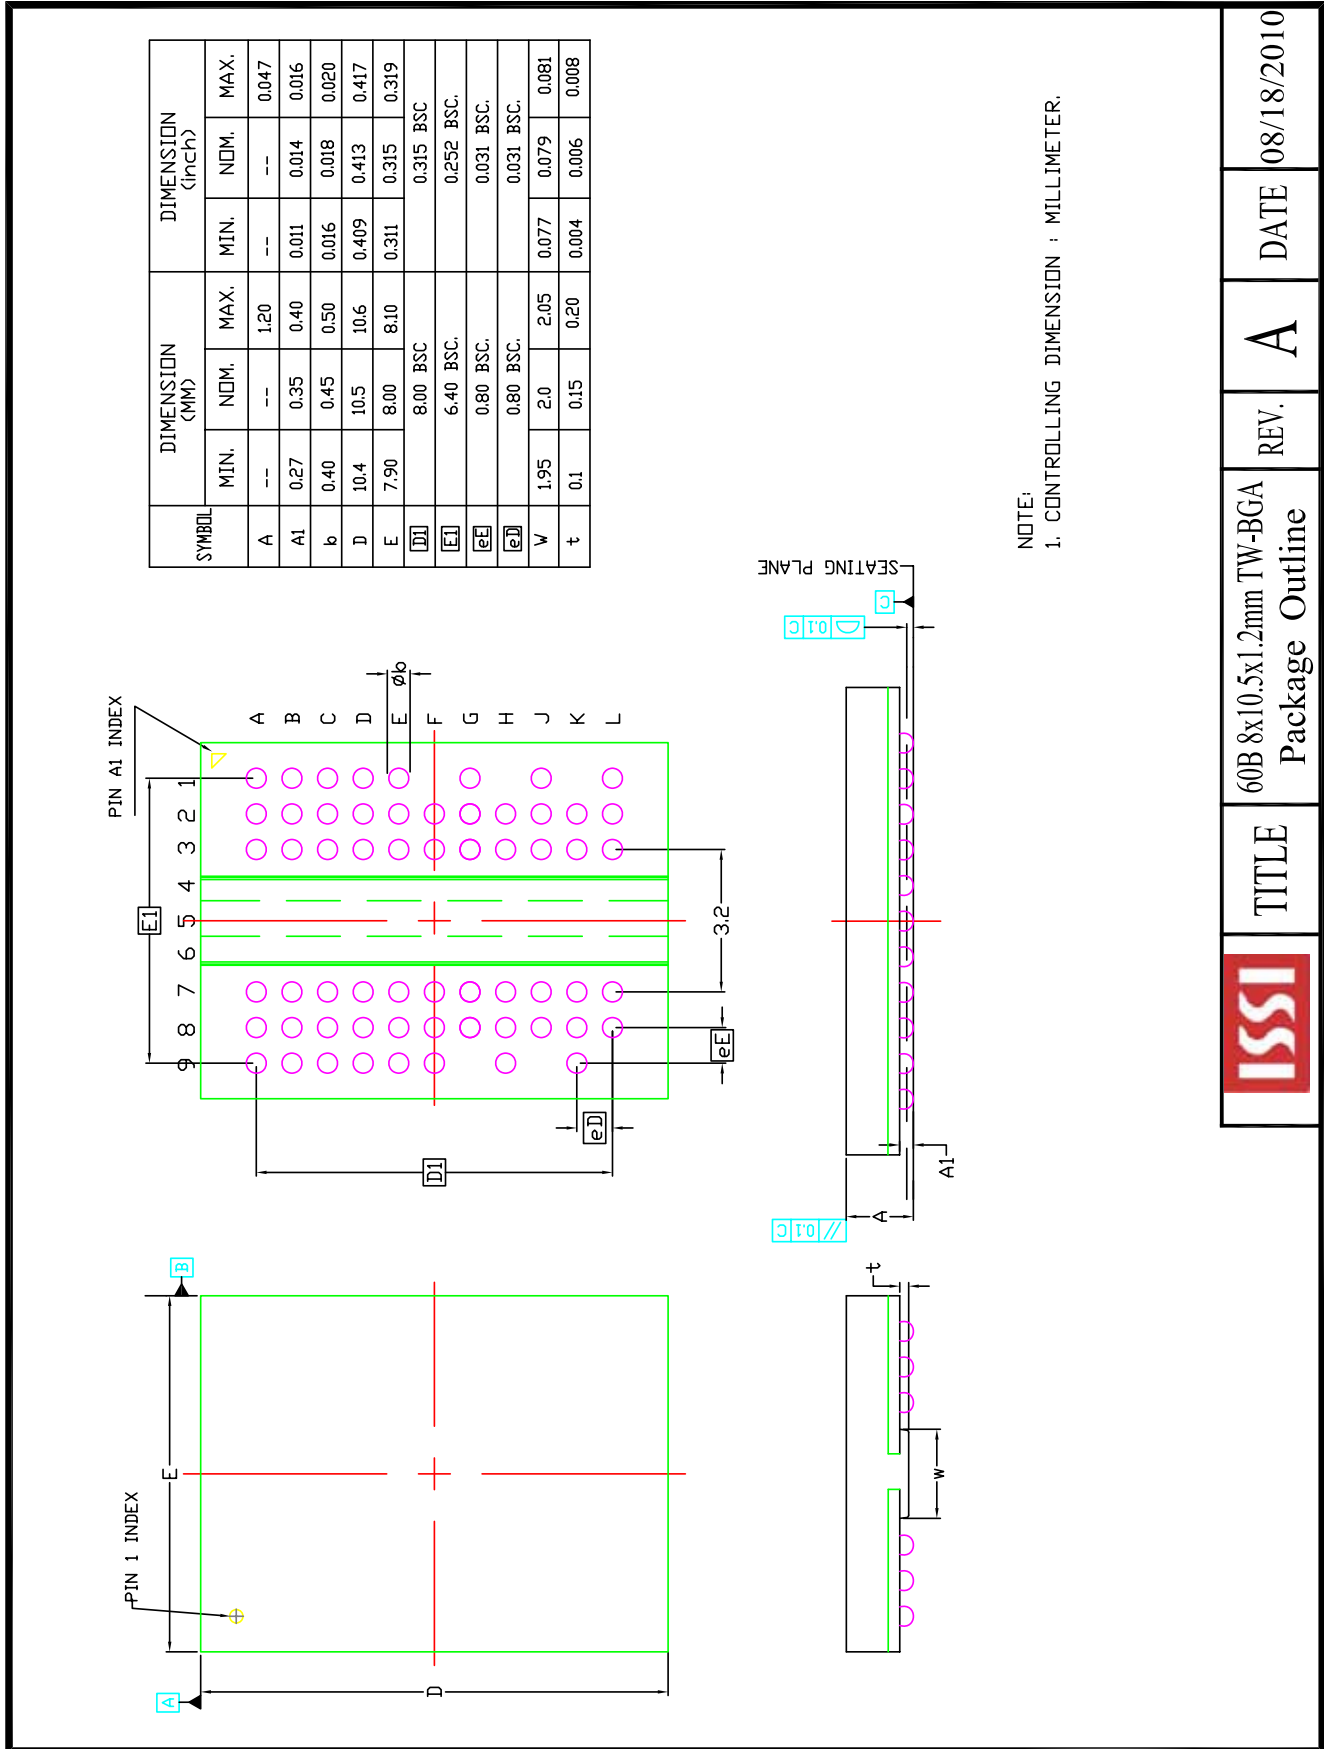 PIN 1 INDEX
E
A
B
D
PIN A1 INDEX
E1
1 2 3 4 5 6 7 8 9
A
B
C
D
E
F
G
H
J
K
L
Øb
D1
eD
eE
3.2
SYMBOL DIMENSION (MM) DIMENSION (inch)
MIN. NOM. MAX. MIN. NOM. MAX.
A -- -- 1.20 -- -- 0.047
A1 0.27 0.35 0.40 0.011 0.014 0.016
b 0.40 0.45 0.50 0.016 0.018 0.020
D 10.4 10.5 10.6 0.409 0.413 0.417
E 7.90 8.00 8.10 0.311 0.315 0.319
D1 8.00 BSC 0.315 BSC
E1 6.40 BSC. 0.252 BSC.
eE 0.80 BSC. 0.031 BSC.
eD 0.80 BSC. 0.031 BSC.
W 1.95 2.0 2.05 0.077 0.079 0.081
t 0.1 0.15 0.20 0.004 0.006 0.008
t
w
// 0.1 C
A
A1
0.1 C
C
SEATING PLANE
NOTE:
1. CONTROLLING DIMENSION : MILLIMETER.
ISSI
TITLE
60B 8x10.5x1.2mm TW-BGA
Package Outline
REV.
A
DATE
08/18/2010